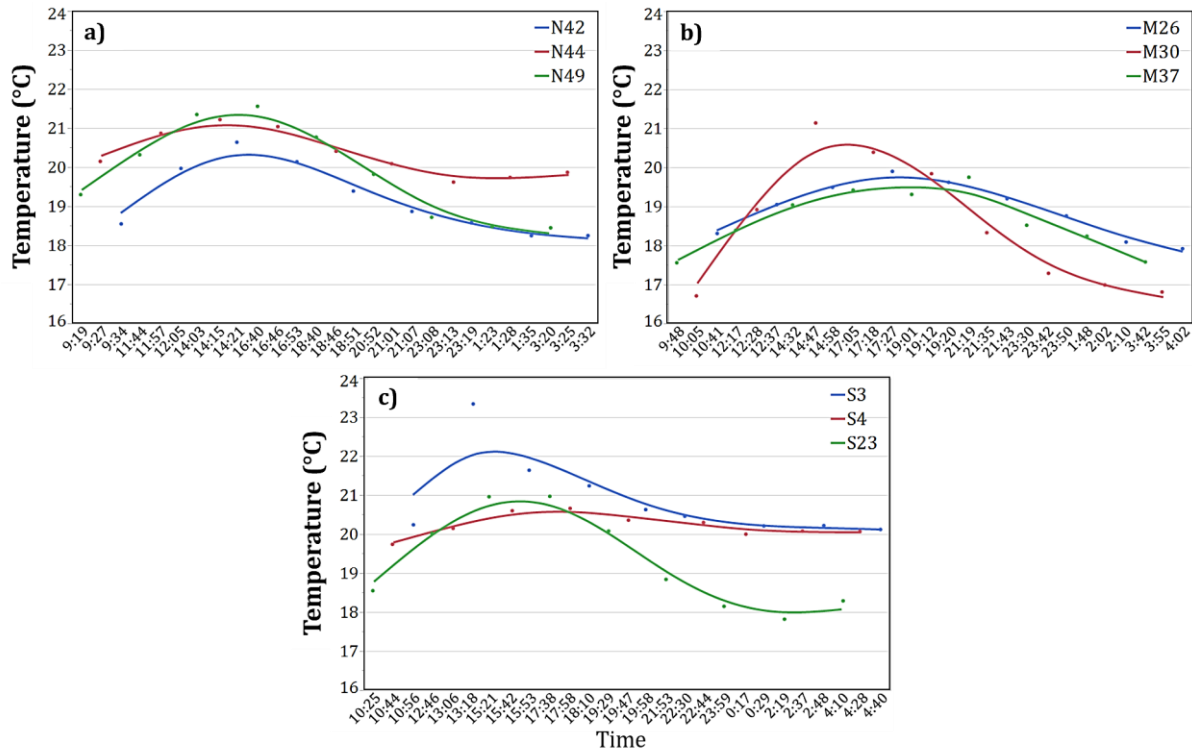 a)
N42
N44
N49
Temperature (°C)
24
23
22
21
20
19
18
17
16
9:19 9:27 9:34 11:44 11:57 12:05 14:03 14:15 14:21 16:40 16:46 16:53 18:40 18:46 18:51 20:52 21:01 21:07 23:08 23:13 23:19 1:23 1:28 1:35 3:20 3:25 3:32
b)
M26
M30
M37
Temperature (°C)
24
23
22
21
20
19
18
17
16
9:48 10:05 10:41 12:17 12:28 12:37 14:32 14:47 14:58 17:05 17:18 17:27 19:01 19:12 19:20 21:19 21:35 21:43 23:30 23:42 23:50 1:48 2:02 2:10 3:42 3:55 4:02
c)
S3
S4
S23
Temperature (°C)
24
23
22
21
20
19
18
17
16
10:25 10:44 10:56 12:46 13:06 13:18 15:21 15:42 15:53 17:38 17:58 18:10 19:29 19:47 19:58 21:53 22:30 22:44 23:59 0:17 0:29 2:19 2:37 2:48 4:10 4:28 4:40
Time